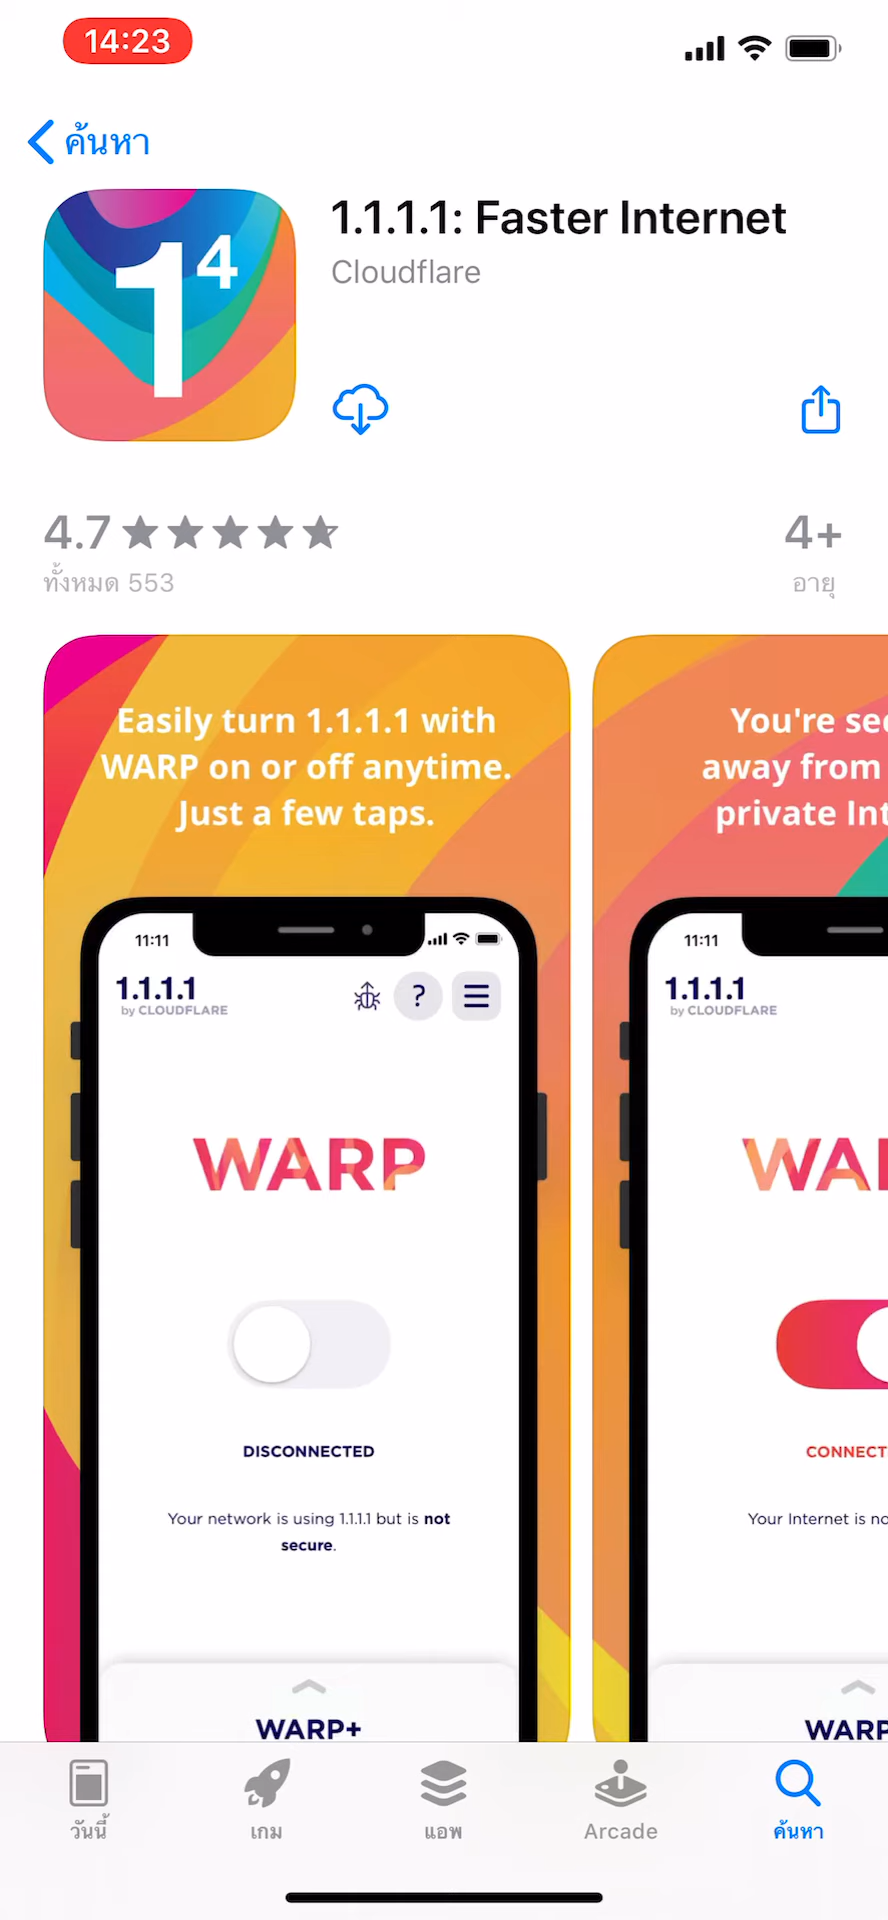 14:23
ค้นหา
1.1.1.1: Faster Internet
Cloudflare
1 4
4.7
4+
ทั้งหมด 553
อายุ
Easily turn 1.1.1.1 with
WARP on or off anytime.
Just a few taps.
11:11
1.1.1.1
by CLOUDFLARE
?
WARP
DISCONNECTED
Your network is using 1.1.1.1 but is not
secure.
WARP+
You're sec
away from
private Int
11:11
1.1.1.1
by CLOUDFLARE
WAR
CONNECT
Your Internet is no
WARP
วันนี้
เกม
แอพ
Arcade
ค้นหา